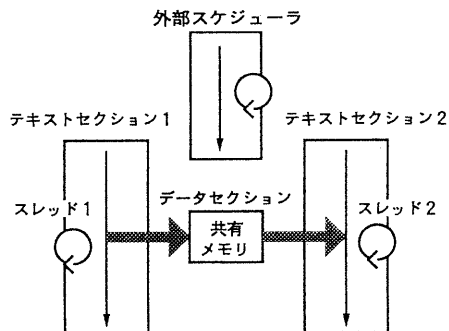 外部スケジューラ
テキストセクション1
テキストセクション2
データセクション
スレッド1
共有
メモリ
スレッド2